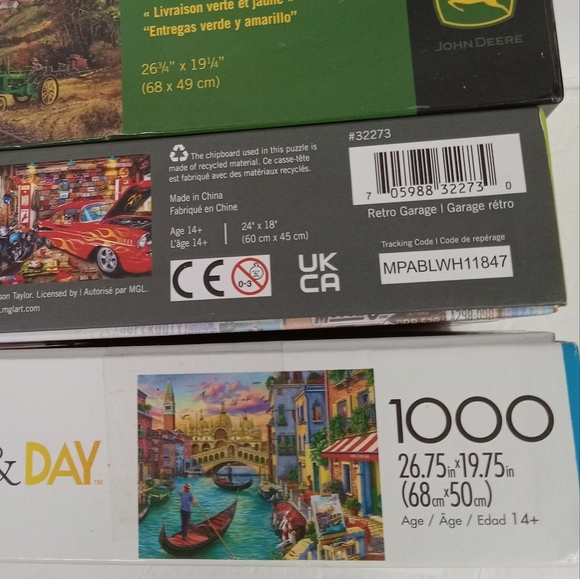 « Livraison verte et jaune »
"Entregas verde y amarillo"
26¾" x 19¼"
(68 x 49 cm)
JOHN DEERE
#32273
The chipboard used in this puzzle is
made of recycled material. Ce casse-tête
est fabriqué avec des matériaux recyclés.
Made in China
Fabriqué en Chine
Age 14+
L'âge 14+
24" x 18"
(60 cm x 45 cm)
CE
0-3
UK
CA
7 05988 32273 0
Retro Garage | Garage rétro
Tracking Code | Code de repérage
MPABLWH11847
son Taylor. Licensed by | Autorisé par MGL.
.mglart.com
& DAY™
1000
26.75in x 19.75in
(68cm x 50cm)
Age / Âge / Edad 14+